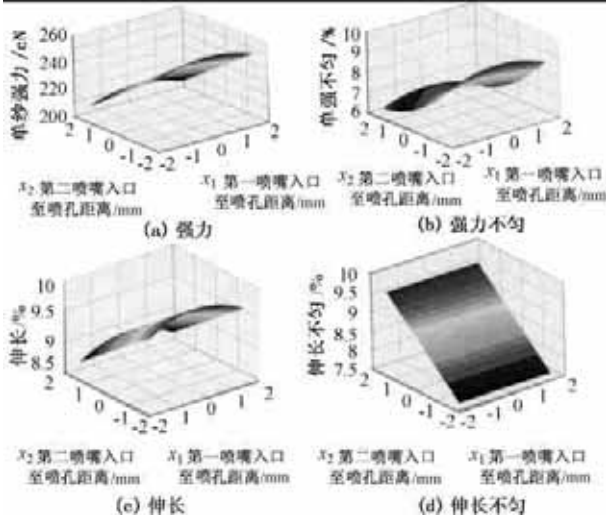 260
240
220
200
单纱强力/cN
2
1
0
-1
-2
-2
-1
0
1
2
x₂ 第二喷嘴入口
至喷孔距离/mm
x₁ 第一喷嘴入口
至喷孔距离/mm
(a) 强力
10
9
8
7
6
单强不匀/%
2
1
0
-1
-2
-2
-1
0
1
2
x₂ 第二喷嘴入口
至喷孔距离/mm
x₁ 第一喷嘴入口
至喷孔距离/mm
(b) 强力不匀
10
9.5
9
8.5
伸长/%
2
1
0
-1
-2
-2
-1
0
1
2
x₂ 第二喷嘴入口
至喷孔距离/mm
x₁ 第一喷嘴入口
至喷孔距离/mm
(c) 伸长
10
9.5
9
8.5
8
7.5
伸长不匀/%
2
1
0
-1
-2
-2
-1
0
1
2
x₂ 第二喷嘴入口
至喷孔距离/mm
x₁ 第一喷嘴入口
至喷孔距离/mm
(d) 伸长不匀